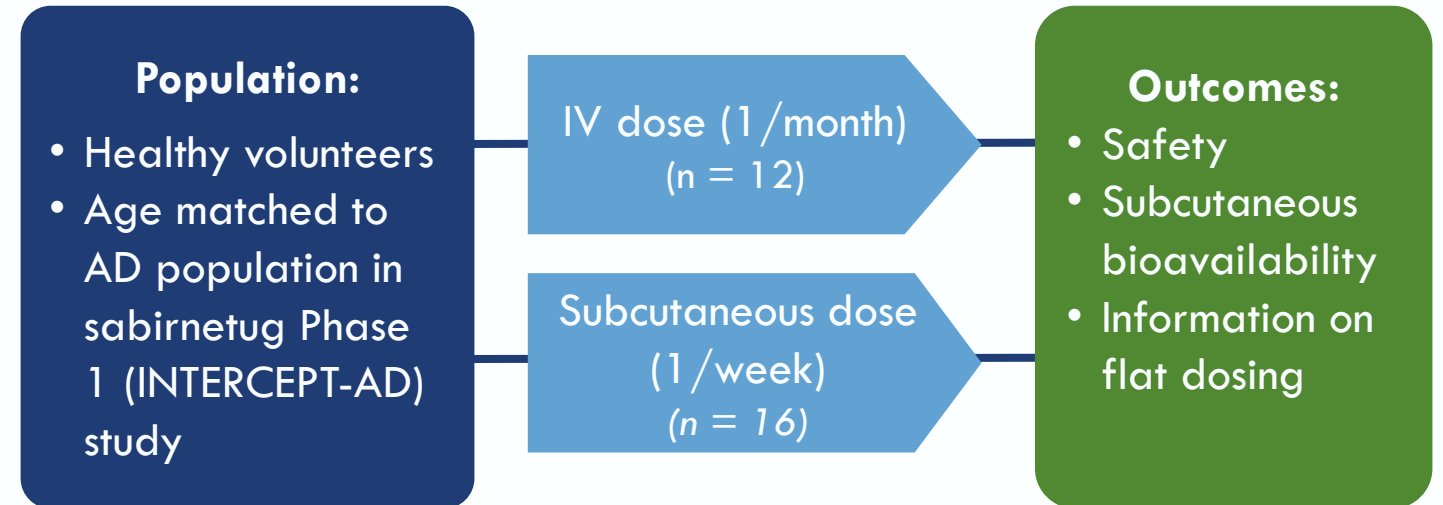 Population:
• Healthy volunteers
• Age matched to
AD population in
sabirnetug Phase
1 (INTERCEPT-AD)
study
IV dose (1/month)
(n = 12)
Subcutaneous dose
(1/week)
(n = 16)
Outcomes:
• Safety
• Subcutaneous
bioavailability
• Information on
flat dosing